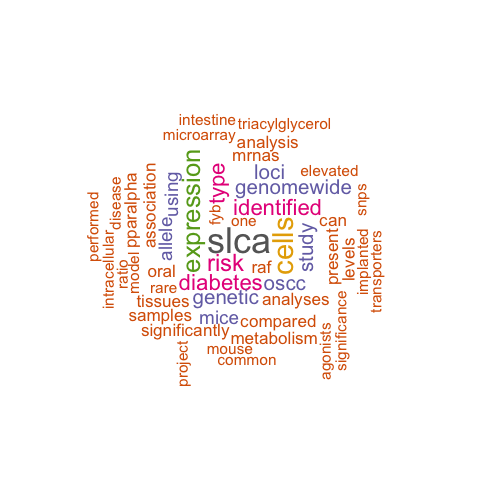 intestine
triacylglycerol
microarray
analysis
mrnas
loci
elevated
genomewide
snps
type
expression
using
association
allele
pparalpha
disease
performed
intracellular
ratio
model
fyb
one
identified
can
slca
cells
study
present
levels
implanted
transporters
risk
raf
oral
rare
diabetes
oscc
tissues
genetic
analyses
samples
mice
compared
significantly
metabolism
mouse
common
project
agonists
significance